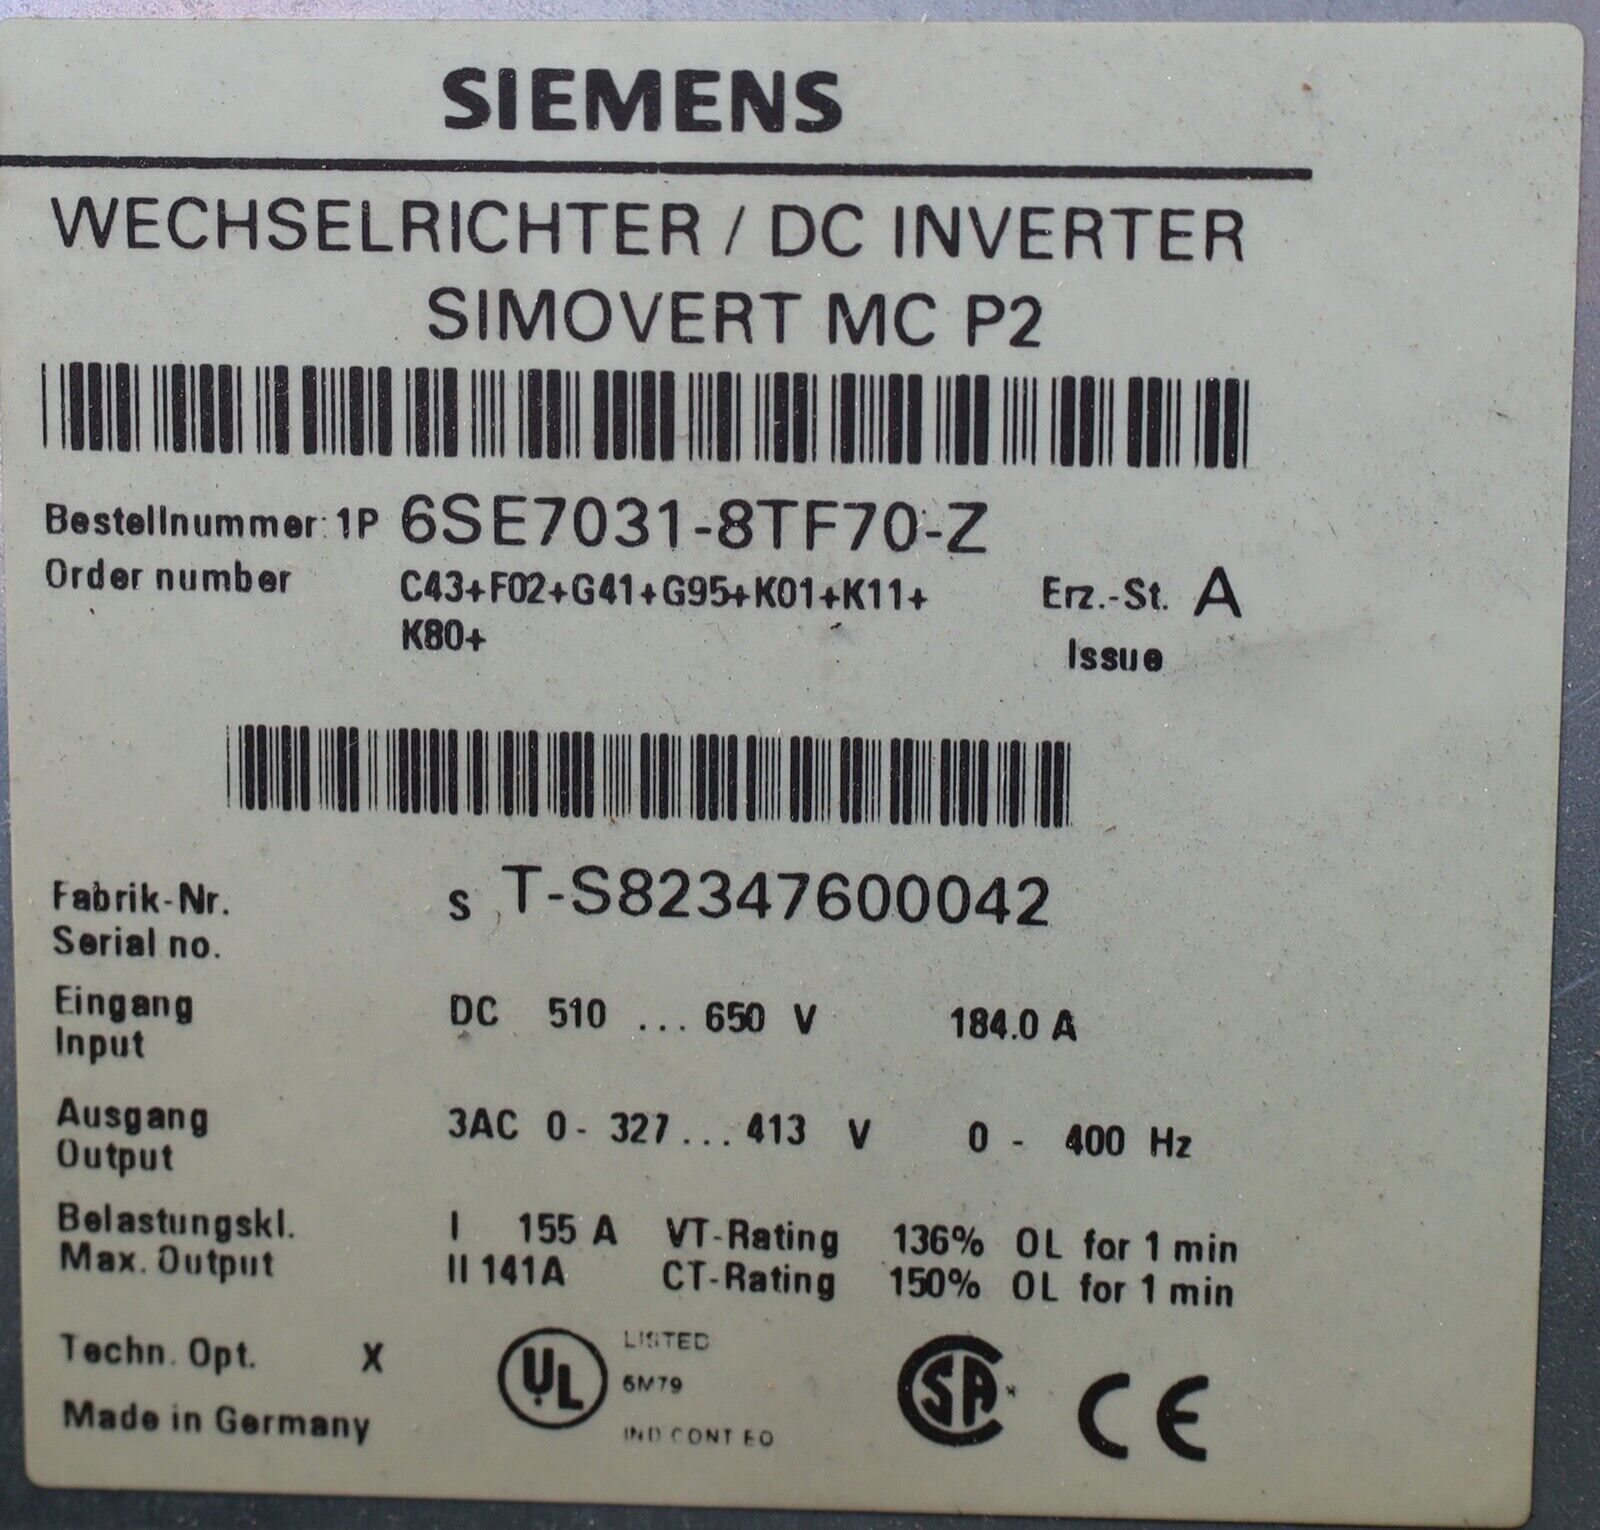 SIEMENS
WECHSELRICHTER / DC INVERTER
SIMOVERT MC P2
Bestellnummer: 1P 6SE7031-8TF70-Z
Order number C43+F02+G41+G95+K01+K11+ Erz.-St. A
K80+ Issue
Fabrik-Nr. S T-S82347600042
Serial no.
Eingang DC 510 ... 650 V 184.0 A
Input
Ausgang 3AC 0 - 327 ... 413 V 0 - 400 Hz
Output
Belastungskl. I 155 A VT-Rating 136% OL for 1 min
Max. Output II 141A CT-Rating 150% OL for 1 min
Techn. Opt. X UL LISTED
5M79
Made in Germany IND CONT EQ
CSA CE